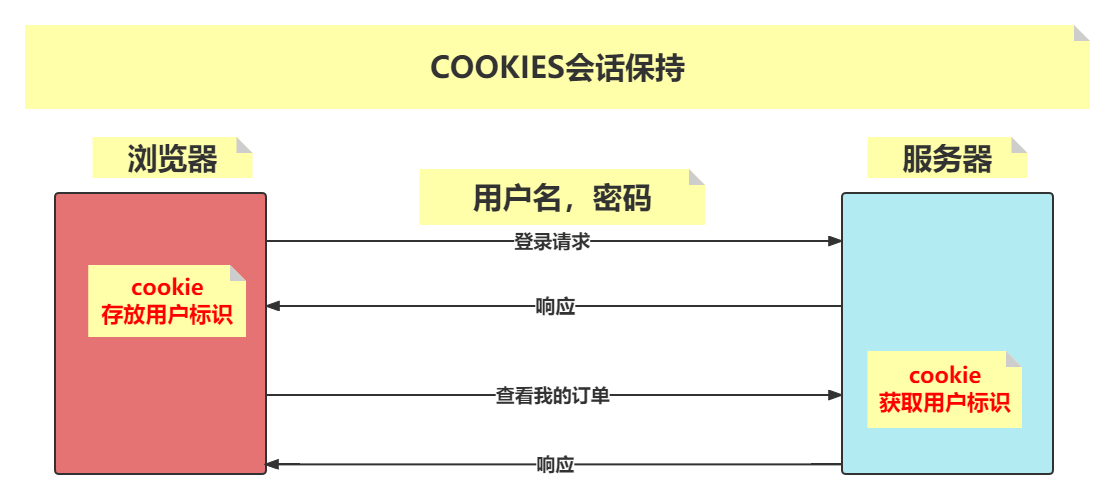 COOKIES会话保持
浏览器
服务器
用户名，密码
登录请求
cookie
存放用户标识
响应
cookie
获取用户标识
查看我的订单
响应